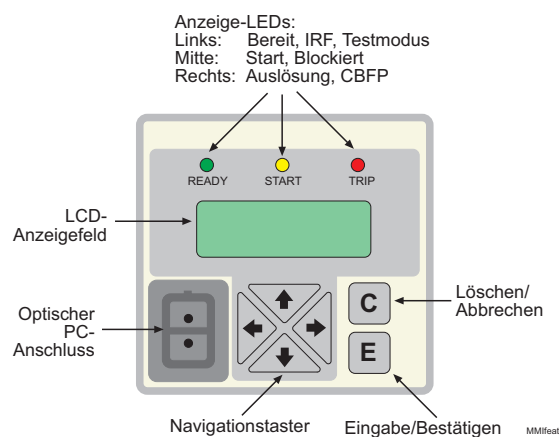 Anzeige-LEDs:
Links: Bereit, IRF, Testmodus
Mitte: Start, Blockiert
Rechts: Auslösung, CBFP
READY START TRIP
LCD-
Anzeigefeld
Optischer
PC-
Anschluss
C
E
Löschen/
Abbrechen
Navigationstaster
Eingabe/Bestätigen
MMIfeat